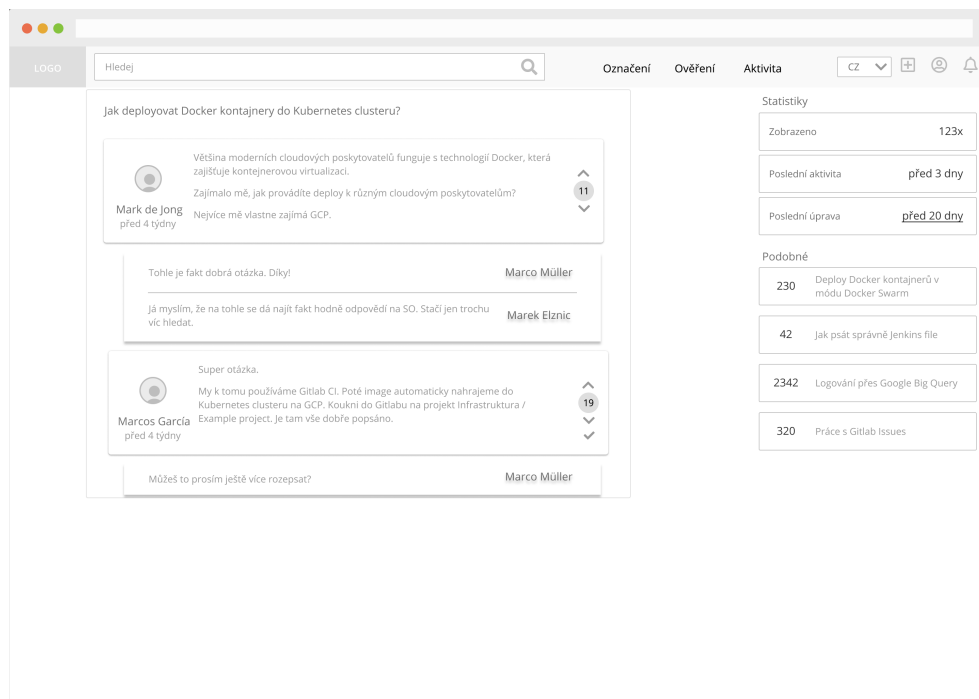 LOGO
Hledej
Označení
Ověření
Aktivita
CZ
Jak deployovat Docker kontajnery do Kubernetes clusteru?
Většina moderních cloudových poskytovatelů funguje s technologií Docker, která
zajišťuje kontejnerovou virtualizaci.
Zajímalo mě, jak provádíte deploy k různým cloudovým poskytovatelům?
Nejvíce mě vlastne zajímá GCP.
Mark de Jong
před 4 týdny
11
Tohle je fakt dobrá otázka. Díky!
Marco Müller
Já myslím, že na tohle se dá najít fakt hodně odpovědí na SO. Stačí jen trochu
víc hledat.
Marek Elznic
Super otázka.
My k tomu používáme Gitlab CI. Poté image automaticky nahrajeme do
Kubernetes clusteru na GCP. Koukni do Gitlabu na projekt Infrastruktura /
Example project. Je tam vše dobře popsáno.
Marcos García
před 4 týdny
19
Můžeš to prosím ještě více rozepsat?
Marco Müller
Statistiky
Zobrazeno
123x
Poslední aktivita
před 3 dny
Poslední úprava
před 20 dny
Podobné
230
Deploy Docker kontajnerů v
módu Docker Swarm
42
Jak psát správně Jenkins file
2342
Logování přes Google Big Query
320
Práce s Gitlab Issues